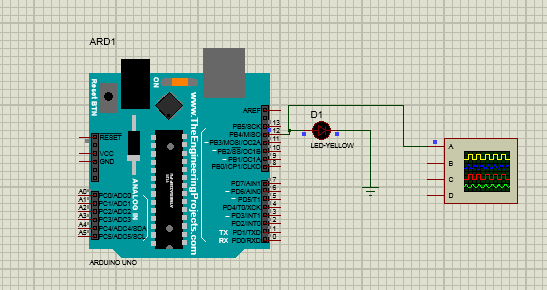 ARD1
Reset BTN
ON
www.TheEngineeringProjects.com
RESET
VCC
GND
ANALOG IN
AREF
PB5/SCK 13
PB4/MISO 12
~PB3/MOSI/OC2A 11
~PB2/SS/OC1B 10
~PB1/OC1A 9
PB0/ICP1/CLKO 8
PD7/AIN1 7
~PD6/AIN0 6
~PD5/T1 5
PD4/T0/XCK 4
~PD3/INT1 3
PD2/INT0 2
TX PD1/TXD 1
RX PD0/RXD 0
A0 PC0/ADC0
A1 PC1/ADC1
A2 PC2/ADC2
A3 PC3/ADC3
A4 PC4/ADC4/SDA
A5 PC5/ADC5/SCL
ARDUINO UNO
D1
LED-YELLOW
A
B
C
D